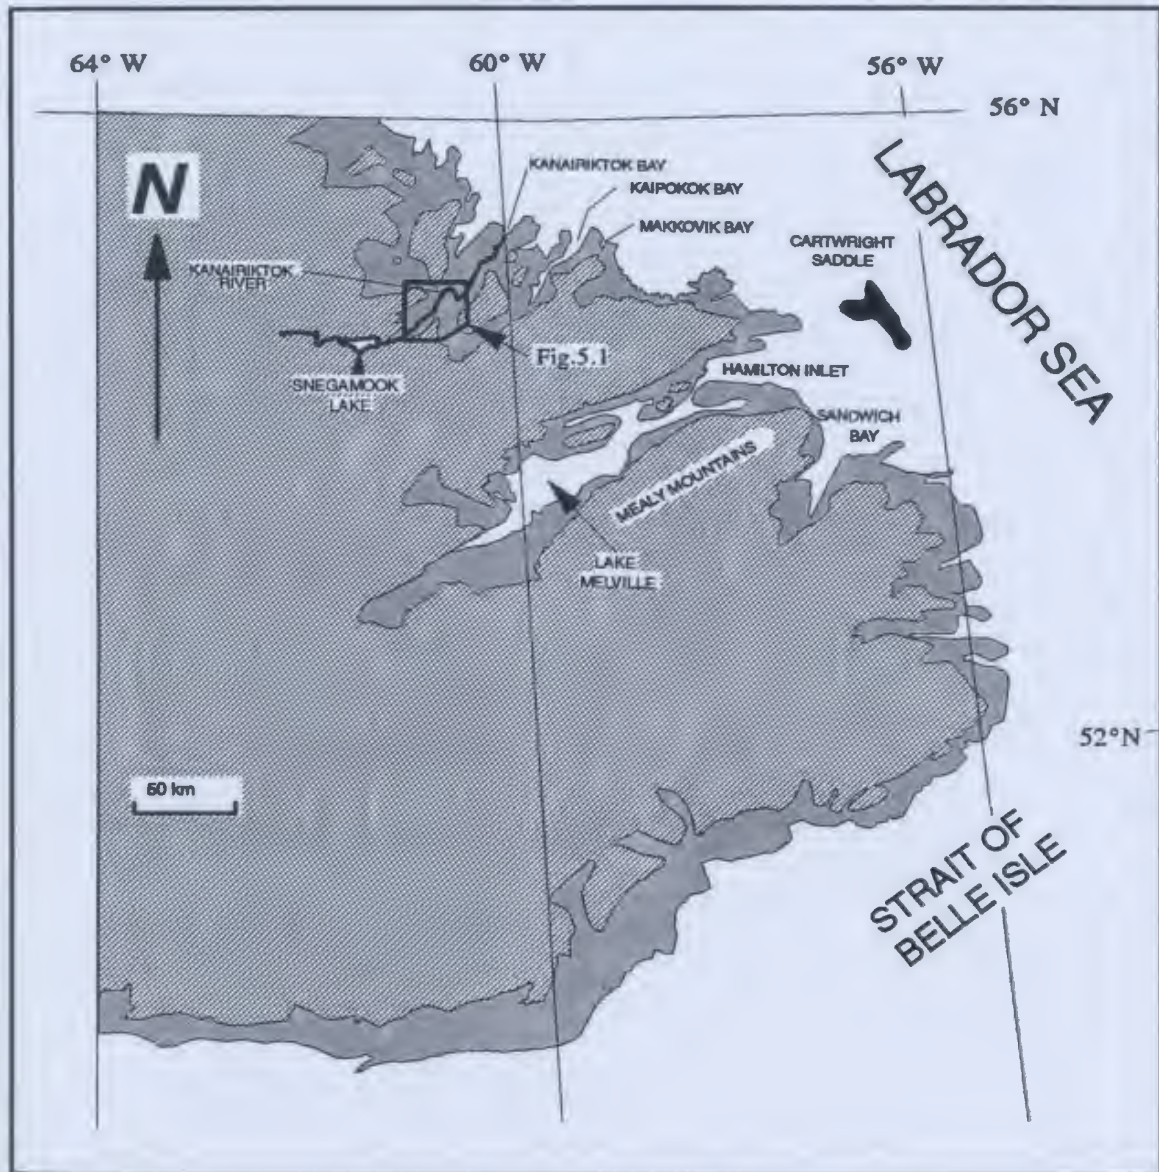 64° W
60° W
56° W
56° N
N
LABRADOR SEA
KANAIRIKTOK BAY
KAIPOKOK BAY
MAKKOVIK BAY
CARTWRIGHT
SADDLE
KANAIRIKTOK
RIVER
Fig.5.1
SNEGAMOOK
LAKE
HAMILTON INLET
SANDWICH
BAY
MEALY MOUNTAINS
LAKE
MELVILLE
52°N
50 km
STRAIT OF
BELLE ISLE